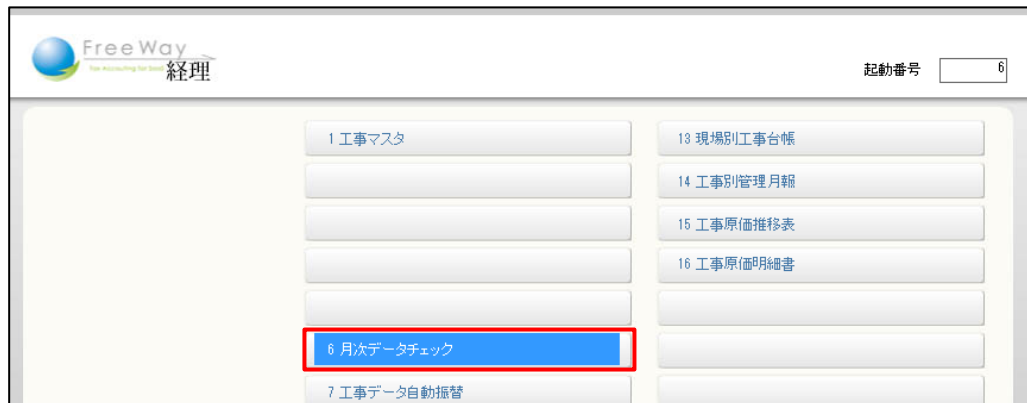 FreeWay
経理
起動番号 6
1 工事マスタ
6 月次データチェック
7 工事データ自動振替
13 現場別工事台帳
14 工事別管理月報
15 工事原価推移表
16 工事原価明細書